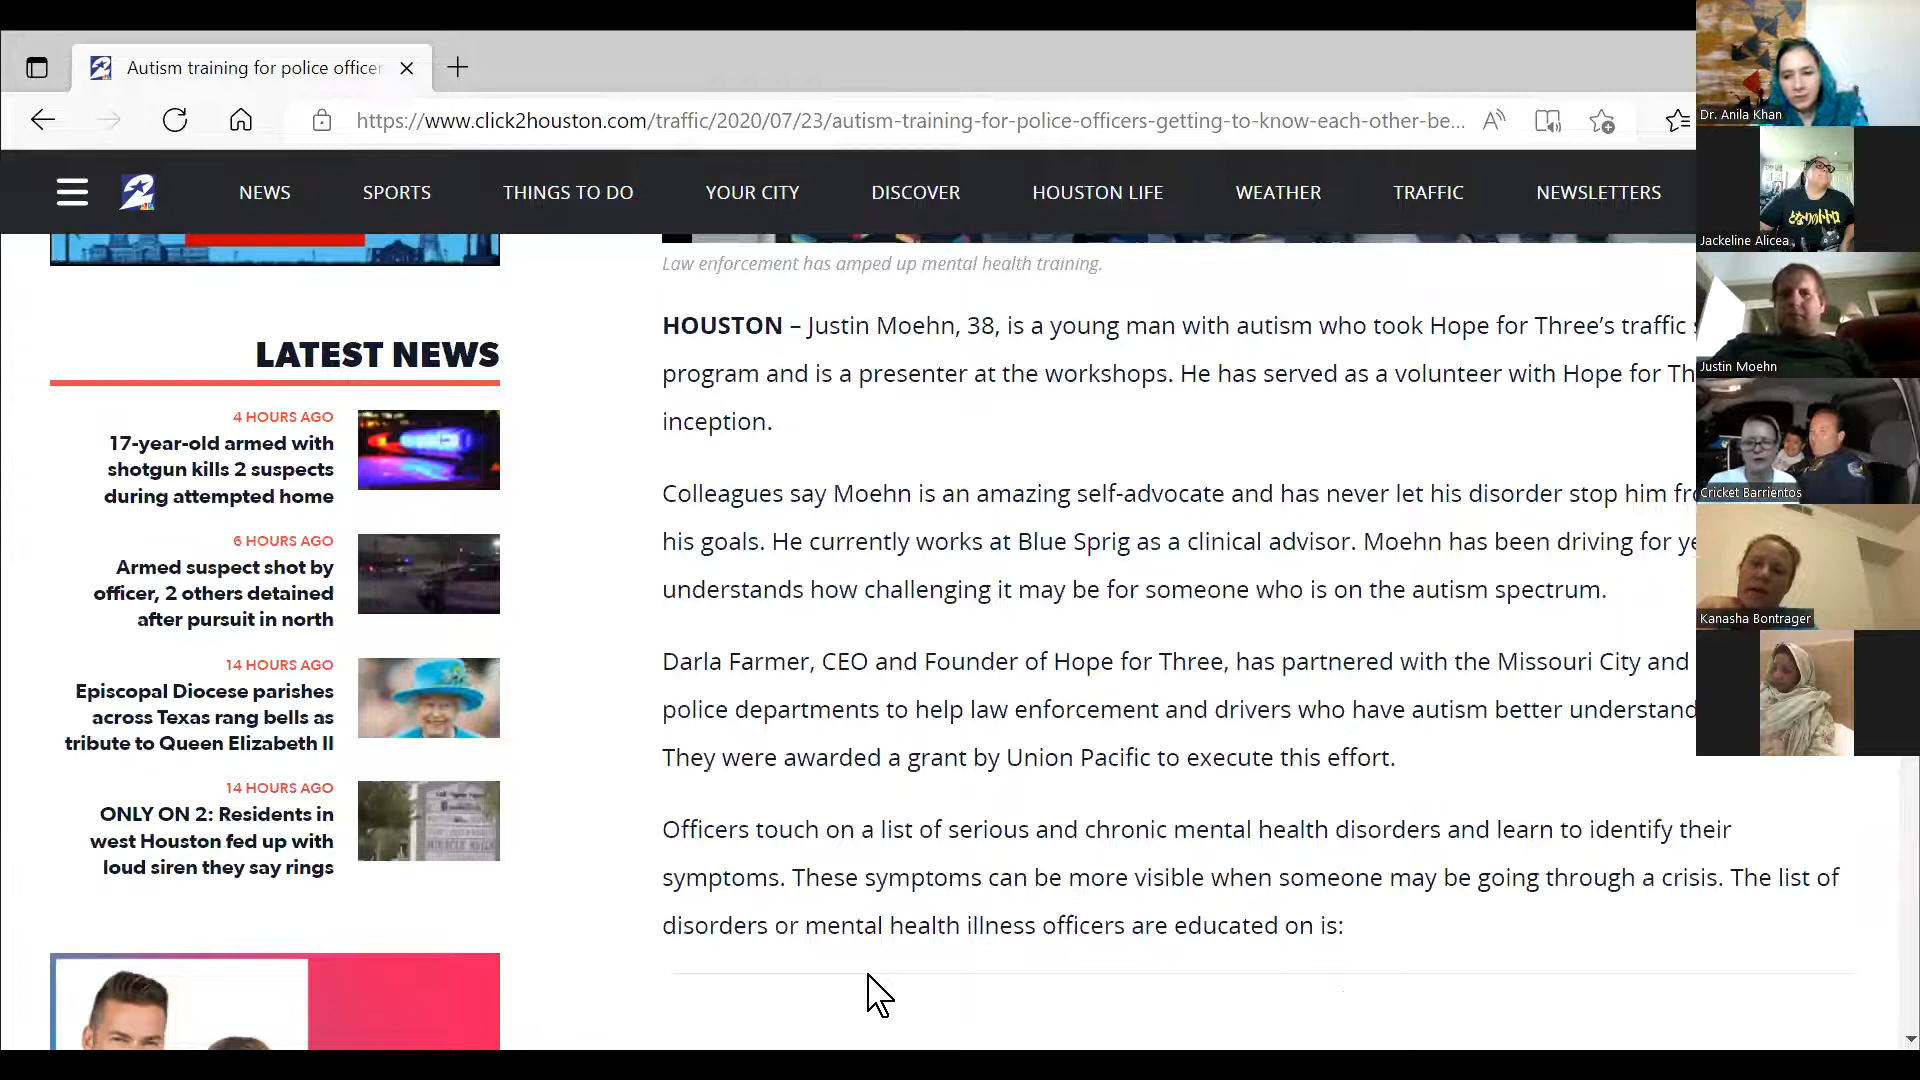 Autism training for police officer
https://www.click2houston.com/traffic/2020/07/23/autism-training-for-police-officers-getting-to-know-each-other-be...
NEWS SPORTS THINGS TO DO YOUR CITY DISCOVER HOUSTON LIFE WEATHER TRAFFIC NEWSLETTERS
LATEST NEWS
4 HOURS AGO
17-year-old armed with
shotgun kills 2 suspects
during attempted home
6 HOURS AGO
Armed suspect shot by
officer, 2 others detained
after pursuit in north
14 HOURS AGO
Episcopal Diocese parishes
across Texas rang bells as
tribute to Queen Elizabeth II
14 HOURS AGO
ONLY ON 2: Residents in
west Houston fed up with
loud siren they say rings
Law enforcement has amped up mental health training.
HOUSTON – Justin Moehn, 38, is a young man with autism who took Hope for Three’s traffic
program and is a presenter at the workshops. He has served as a volunteer with Hope for Th
inception.
Colleagues say Moehn is an amazing self-advocate and has never let his disorder stop him fr
his goals. He currently works at Blue Sprig as a clinical advisor. Moehn has been driving for ye
understands how challenging it may be for someone who is on the autism spectrum.
Darla Farmer, CEO and Founder of Hope for Three, has partnered with the Missouri City and
police departments to help law enforcement and drivers who have autism better understand
They were awarded a grant by Union Pacific to execute this effort.
Officers touch on a list of serious and chronic mental health disorders and learn to identify their
symptoms. These symptoms can be more visible when someone may be going through a crisis. The list of
disorders or mental health illness officers are educated on is:
Dr. Anila Khan
となりのトトロ
Jackeline Alicea
Justin Moehn
Cricket Barrientos
Kanasha Bontrager